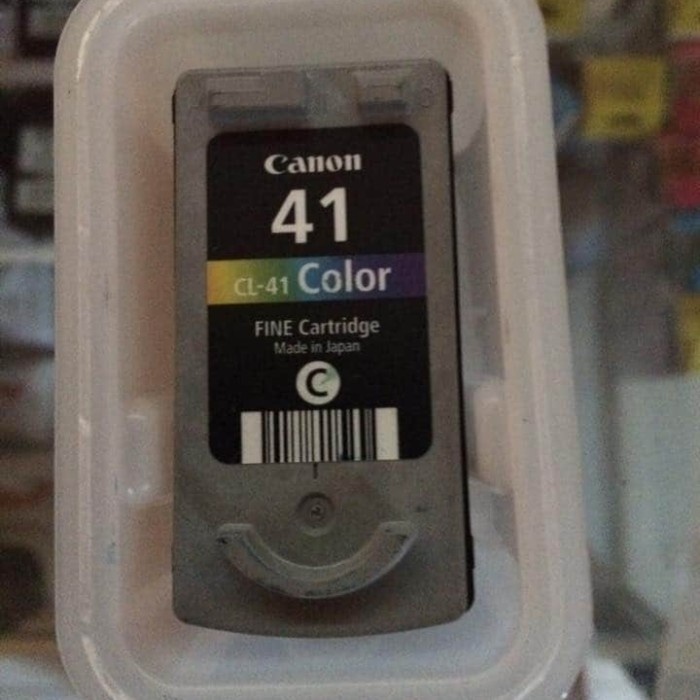 Canon
41
CL-41 Color
FINE Cartridge
Made in Japan
C